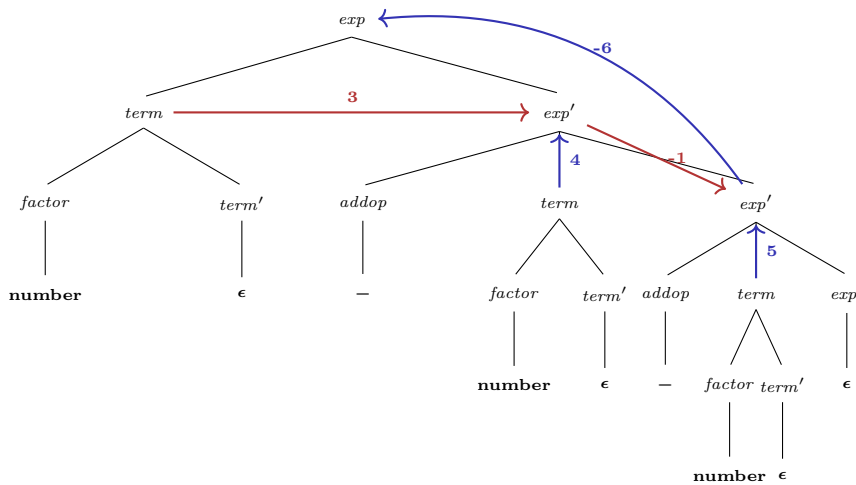 exp
-6
3
term exp′
4 -1
factor term′ addop term exp′
5
number ϵ − factor term′ addop term exp
number ϵ − factor term′ ϵ
number ϵ